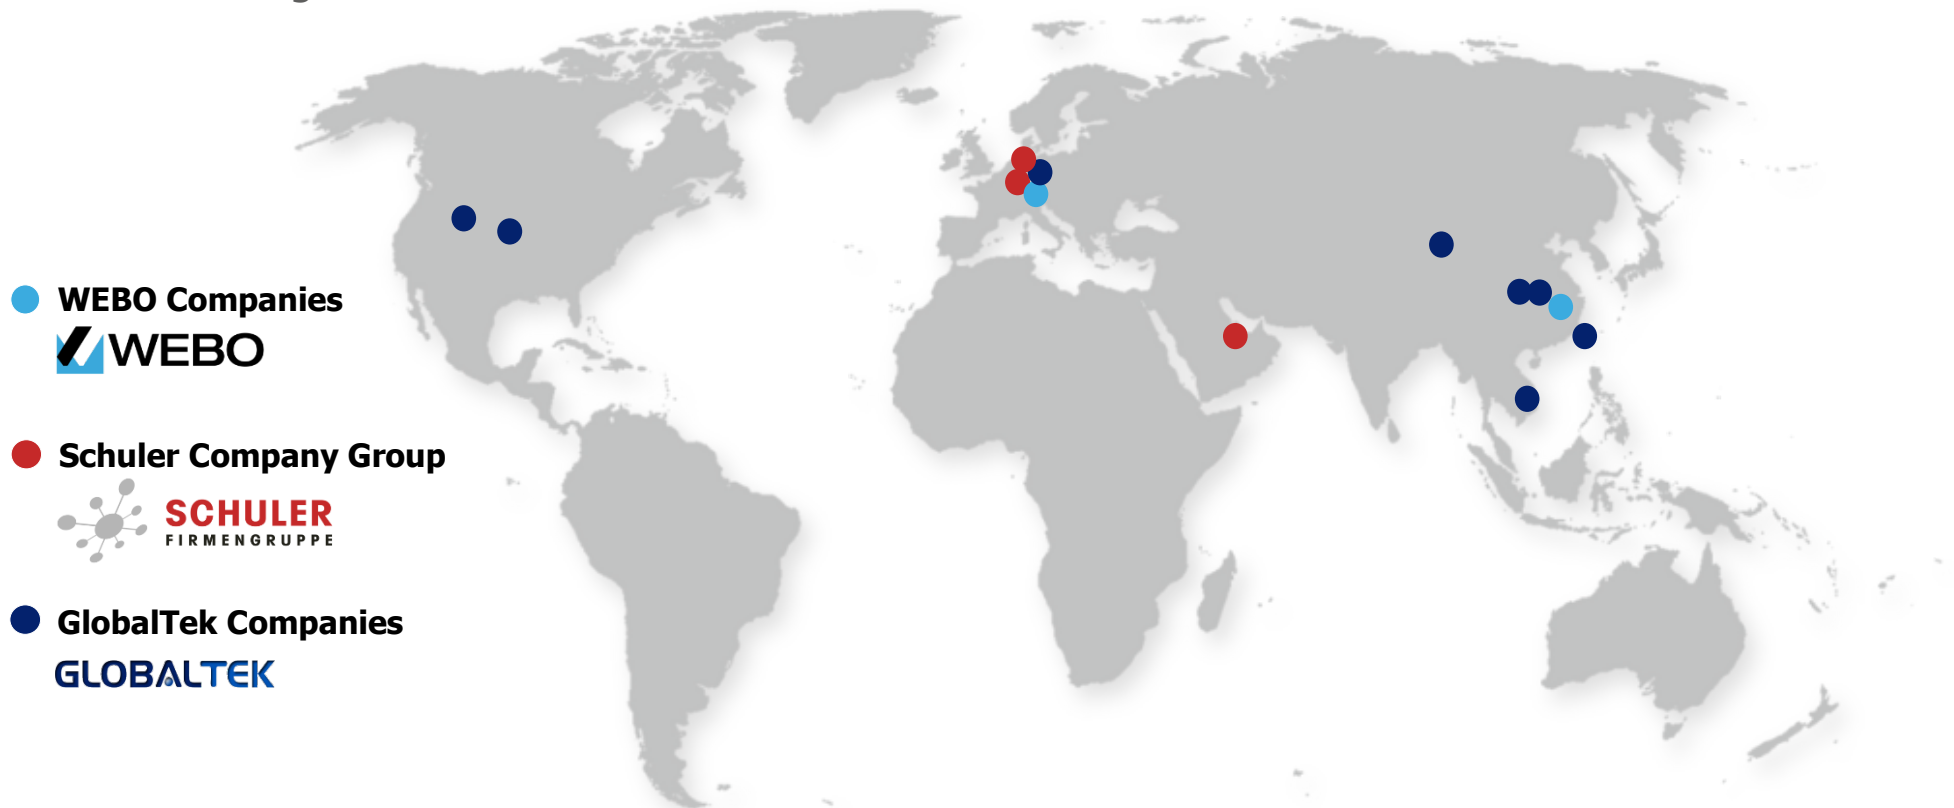 WEBO Companies
WEBO
Schuler Company Group
SCHULER
FIRMENGRUPPE
GlobalTek Companies
GLOBALTEK